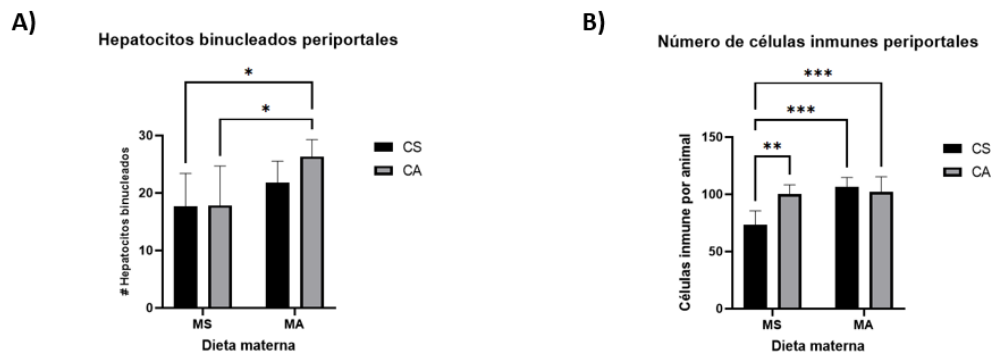 A)
Hepatocitos binucleados periportales
*
*
# Hepatocitos binucleados
30
20
10
0
MS
MA
Dieta materna
CS
CA
B)
Número de células inmunes periportales
***
***
**
Células inmune por animal
150
100
50
0
MS
MA
Dieta materna
CS
CA